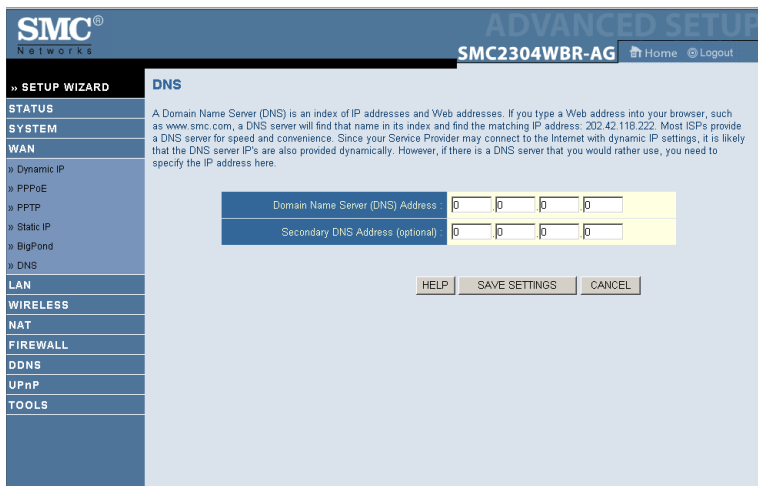 SMC®
Networks
ADVANCED SETUP
SMC2304WBR-AG
Home
Logout
» SETUP WIZARD
STATUS
SYSTEM
WAN
» Dynamic IP
» PPPoE
» PPTP
» Static IP
» BigPond
» DNS
LAN
WIRELESS
NAT
FIREWALL
DDNS
UPnP
TOOLS
DNS
A Domain Name Server (DNS) is an index of IP addresses and Web addresses. If you type a Web address into your browser, such
as www.smc.com, a DNS server will find that name in its index and find the matching IP address: 202.42.118.222. Most ISPs provide
a DNS server for speed and convenience. Since your Service Provider may connect to the Internet with dynamic IP settings, it is likely
that the DNS server IP's are also provided dynamically. However, if there is a DNS server that you would rather use, you need to
specify the IP address here.
Domain Name Server (DNS) Address : 0 .0 .0 .0
Secondary DNS Address (optional) : 0 .0 .0 .0
HELP SAVE SETTINGS CANCEL